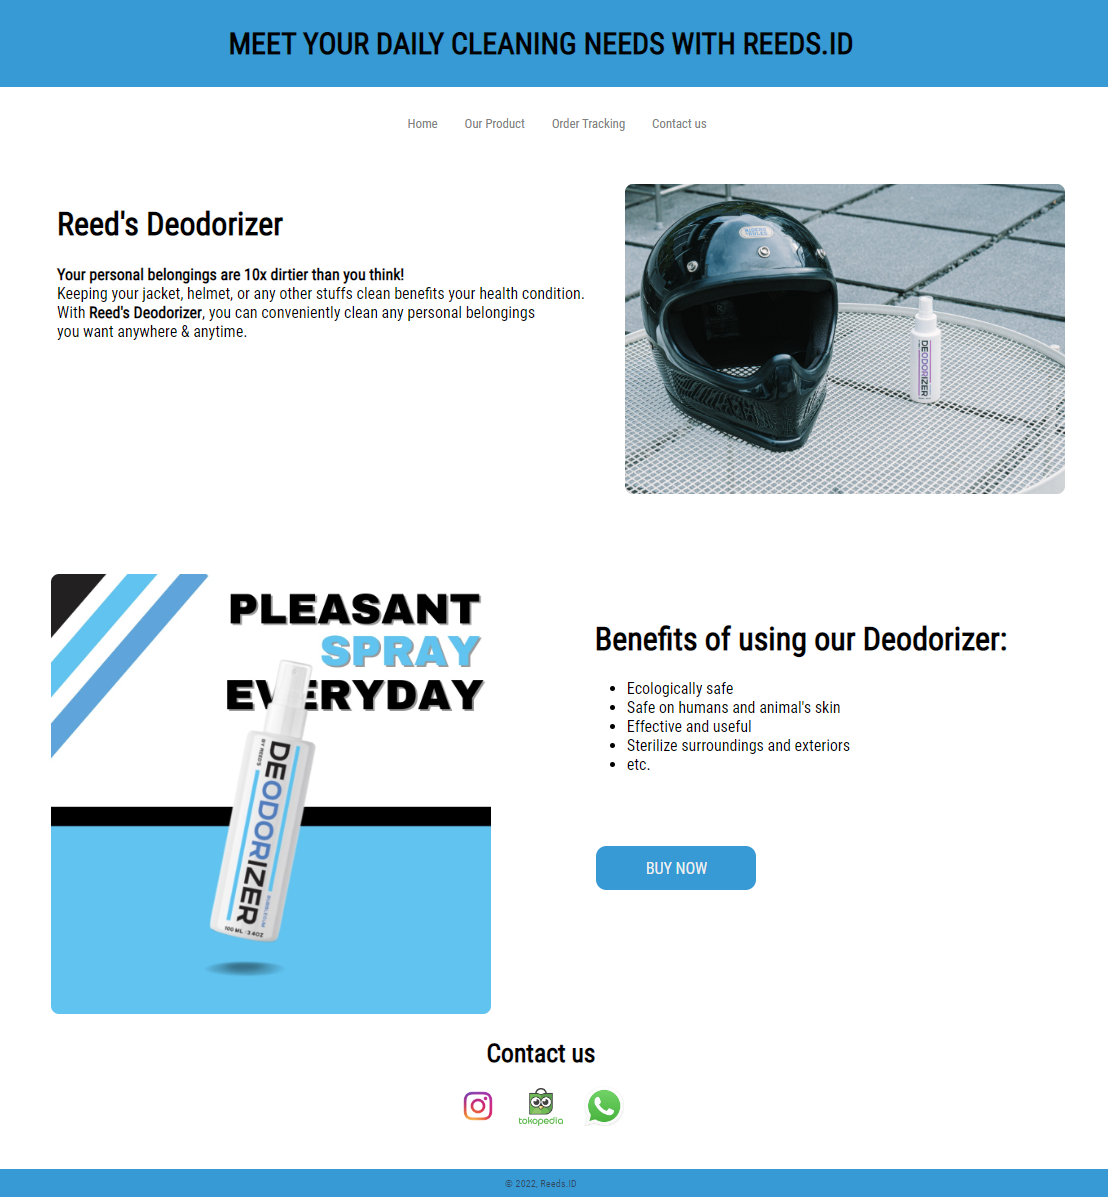 MEET YOUR DAILY CLEANING NEEDS WITH REEDS.ID
Home Our Product Order Tracking Contact us
Reed's Deodorizer
Your personal belongings are 10x dirtier than you think!
Keeping your jacket, helmet, or any other stuffs clean benefits your health condition.
With Reed's Deodorizer, you can conveniently clean any personal belongings
you want anywhere & anytime.
DEODORIZER
PLEASANT
SPRAY
EVERYDAY
BY REED'S
DEODORIZER
100 ML / 3.4OZ
Benefits of using our Deodorizer:
Ecologically safe
Safe on humans and animal's skin
Effective and useful
Sterilize surroundings and exteriors
etc.
BUY NOW
Contact us
tokopedia
© 2022, Reeds.ID